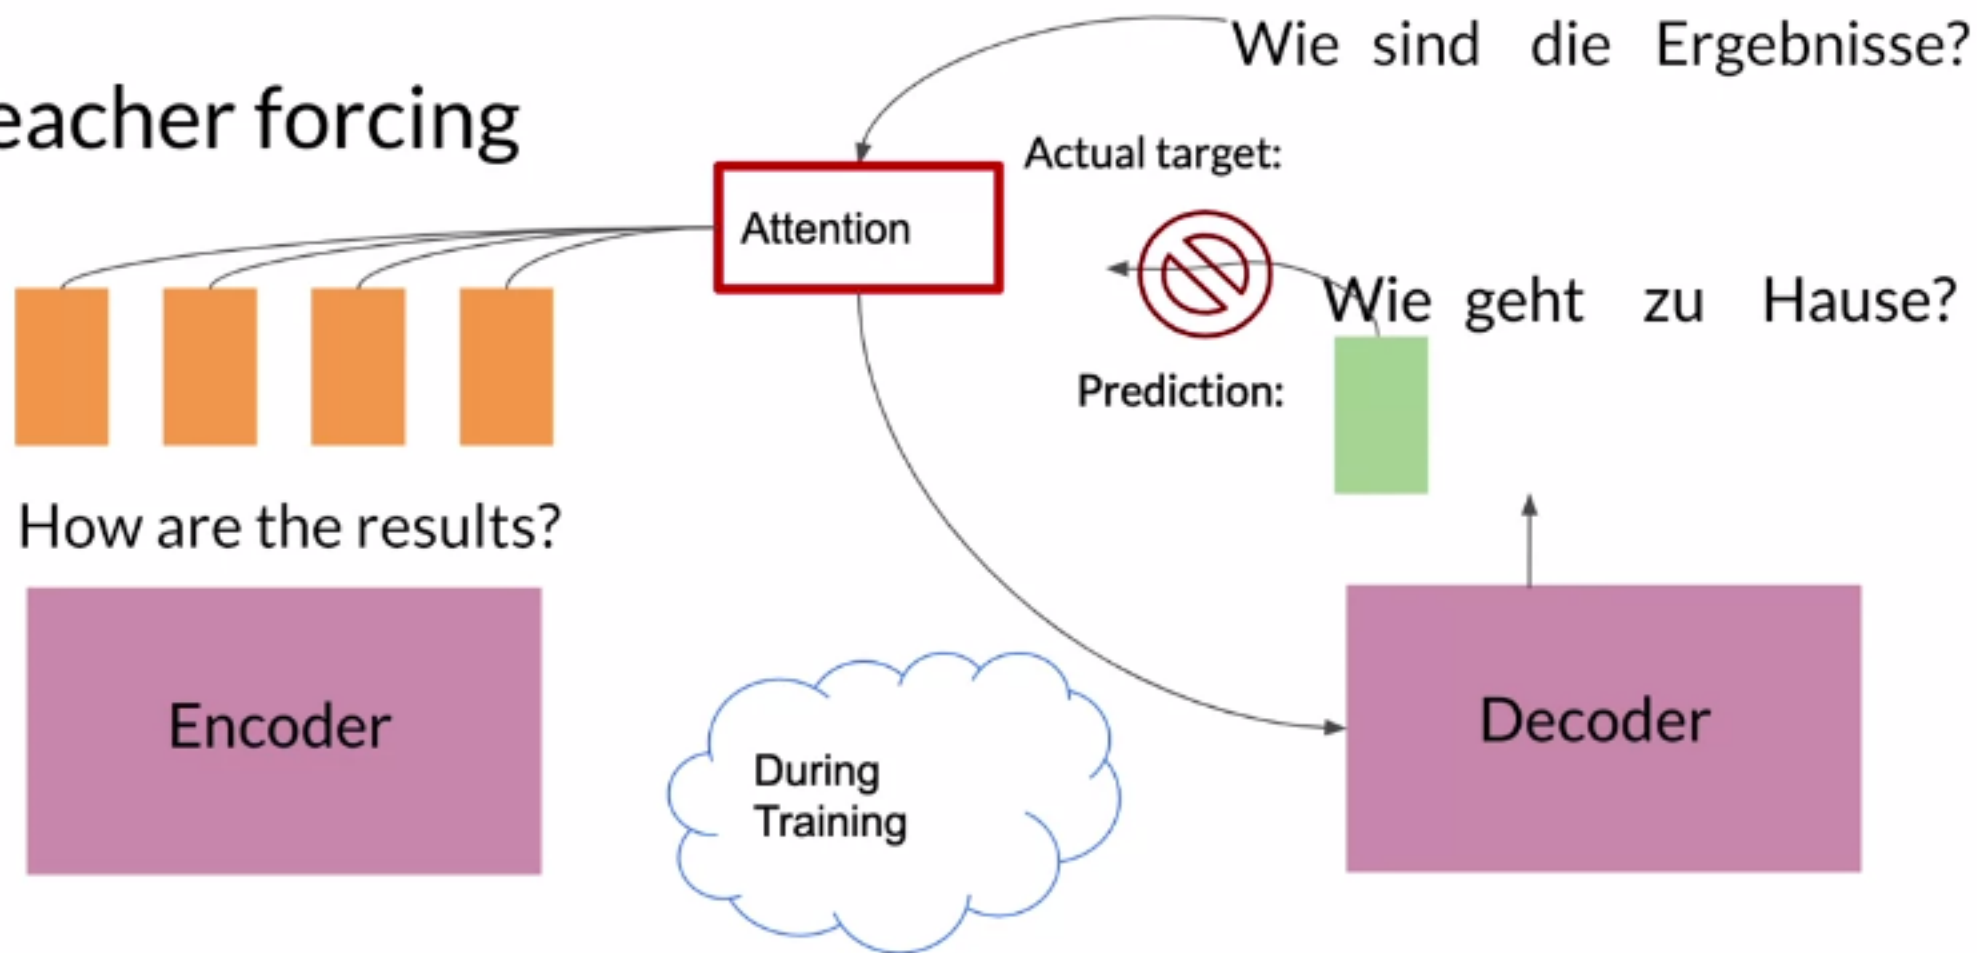 Wie sind die Ergebnisse?
eacher forcing
Actual target:
Attention
Wie geht zu Hause?
Prediction:
How are the results?
Encoder
Decoder
During
Training